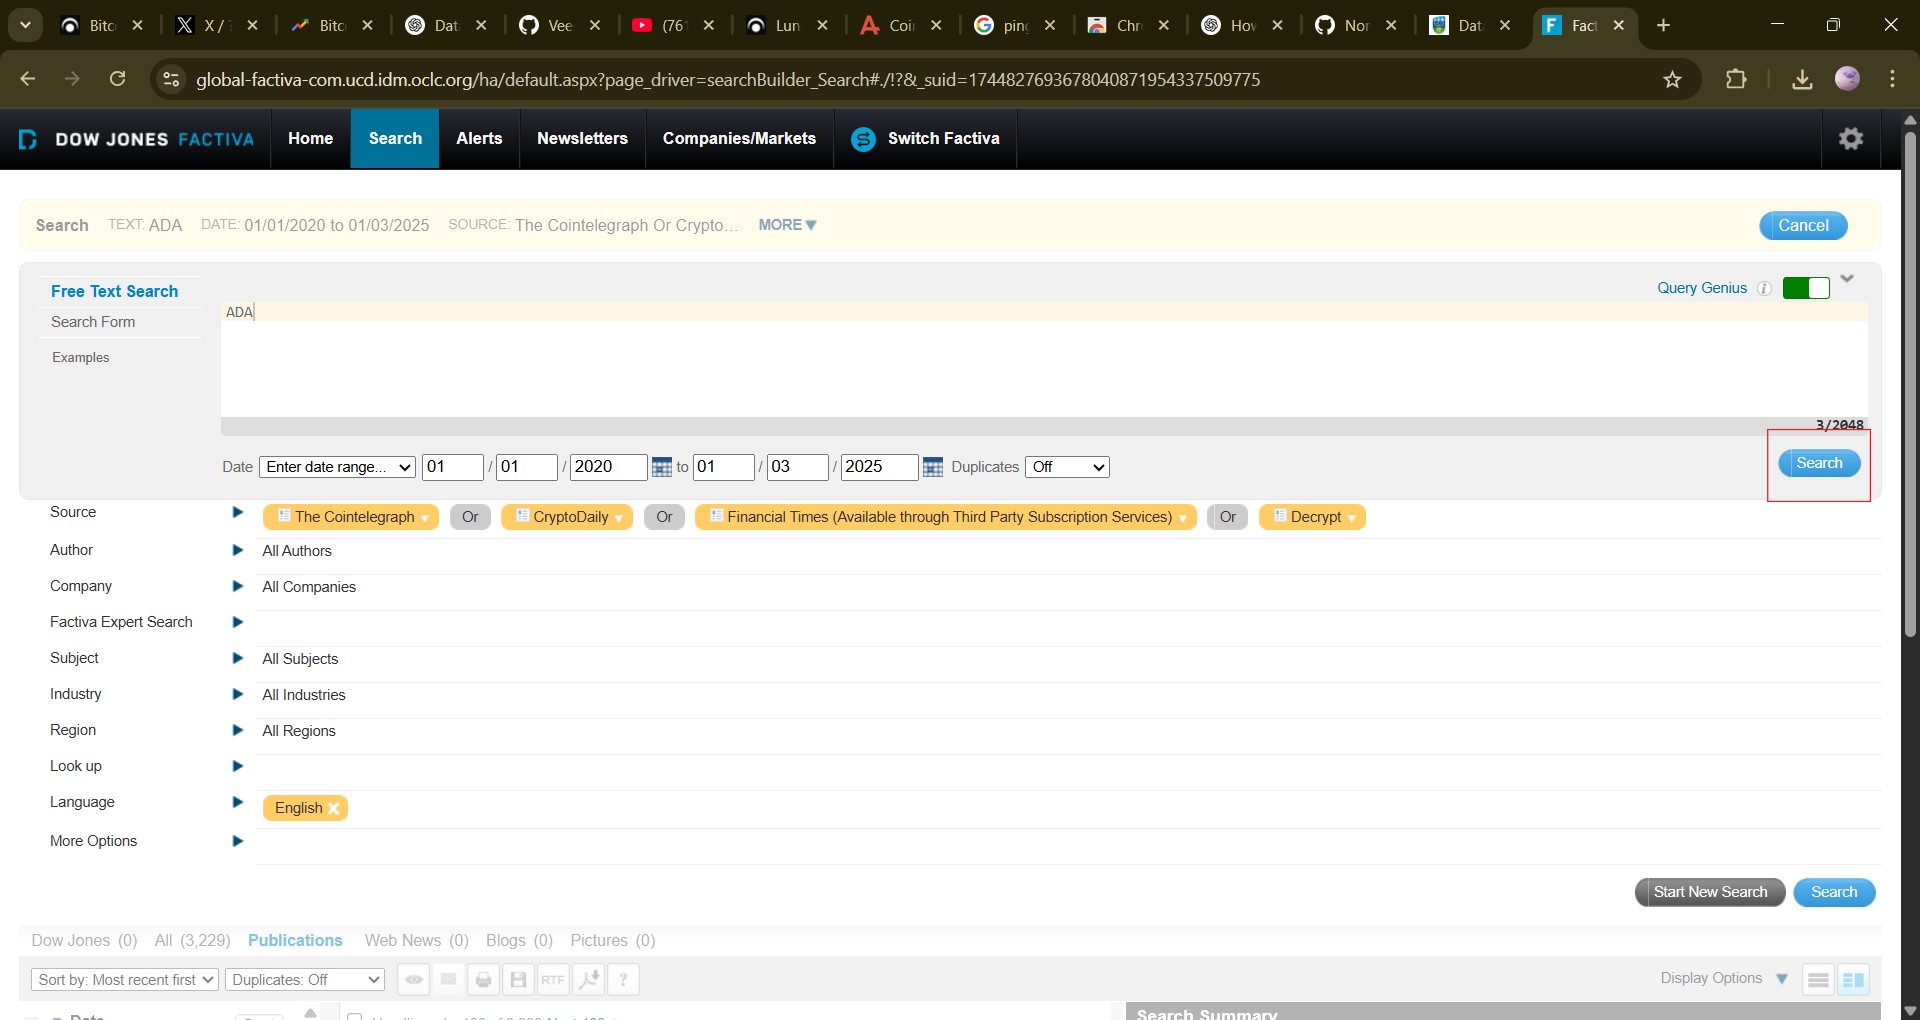 Bitc
X /
Bitc
Dat
Vee
(761
Lun
Coi
pin
Chr
How
Nor
Dat
Fact
global-factiva-com.ucd.idm.oclc.org/ha/default.aspx?page_driver=searchBuilder_Search#./!?&_suid=1744827693678040871954337509775
DOW JONES FACTIVA
Home
Search
Alerts
Newsletters
Companies/Markets
Switch Factiva
Search TEXT: ADA DATE: 01/01/2020 to 01/03/2025 SOURCE: The Cointelegraph Or Crypto... MORE
Cancel
Free Text Search
Query Genius i
ADA
Search Form
Examples
3/2048
Date Enter date range... 01 / 01 / 2020 to 01 / 03 / 2025 Duplicates Off
Search
Source The Cointelegraph Or CryptoDaily Or Financial Times (Available through Third Party Subscription Services) Or Decrypt
Author All Authors
Company All Companies
Factiva Expert Search
Subject All Subjects
Industry All Industries
Region All Regions
Look up
Language English
More Options
Start New Search Search
Dow Jones (0) All (3,229) Publications Web News (0) Blogs (0) Pictures (0)
Sort by: Most recent first Duplicates: Off RTF ? Display Options
Date
Search Summary